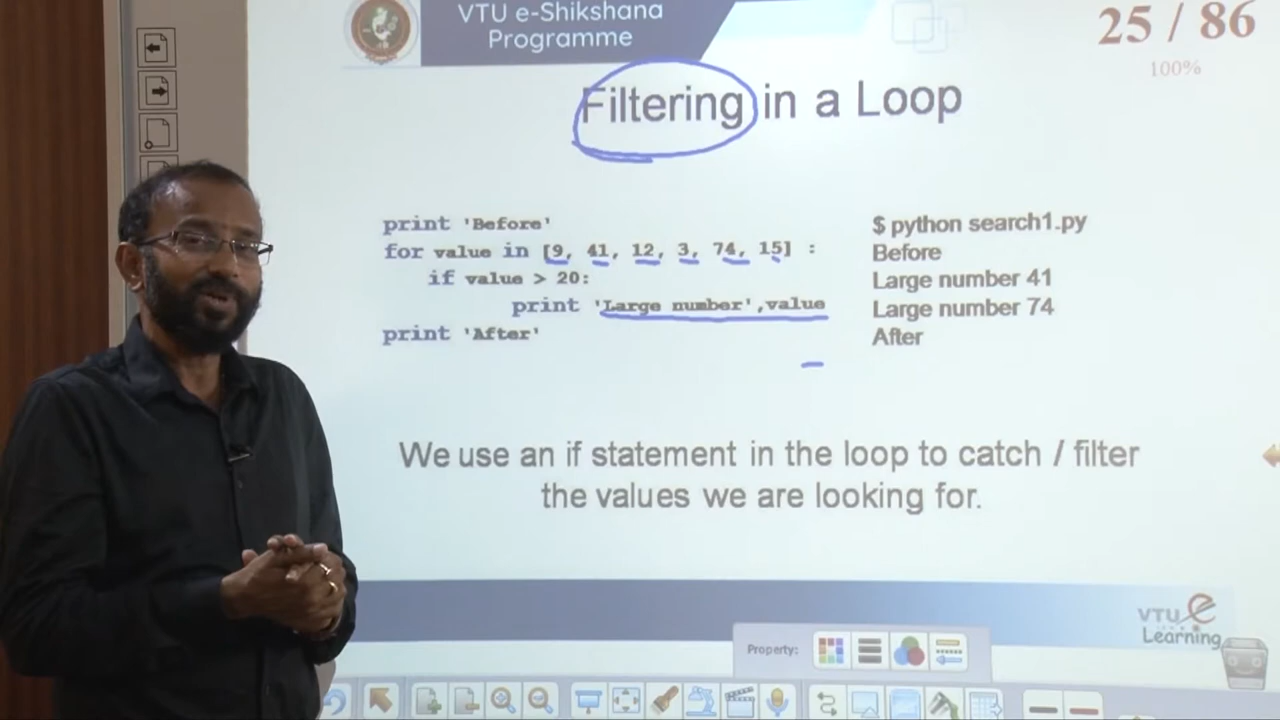 VTU e-Shikshana
Programme
25 / 86
100%
Filtering in a Loop
print 'Before'
for value in [9, 41, 12, 3, 74, 15] :
if value > 20:
print 'Large number',value
print 'After'
$ python search1.py
Before
Large number 41
Large number 74
After
We use an if statement in the loop to catch / filter
the values we are looking for.
VTU e
Learning
Property: